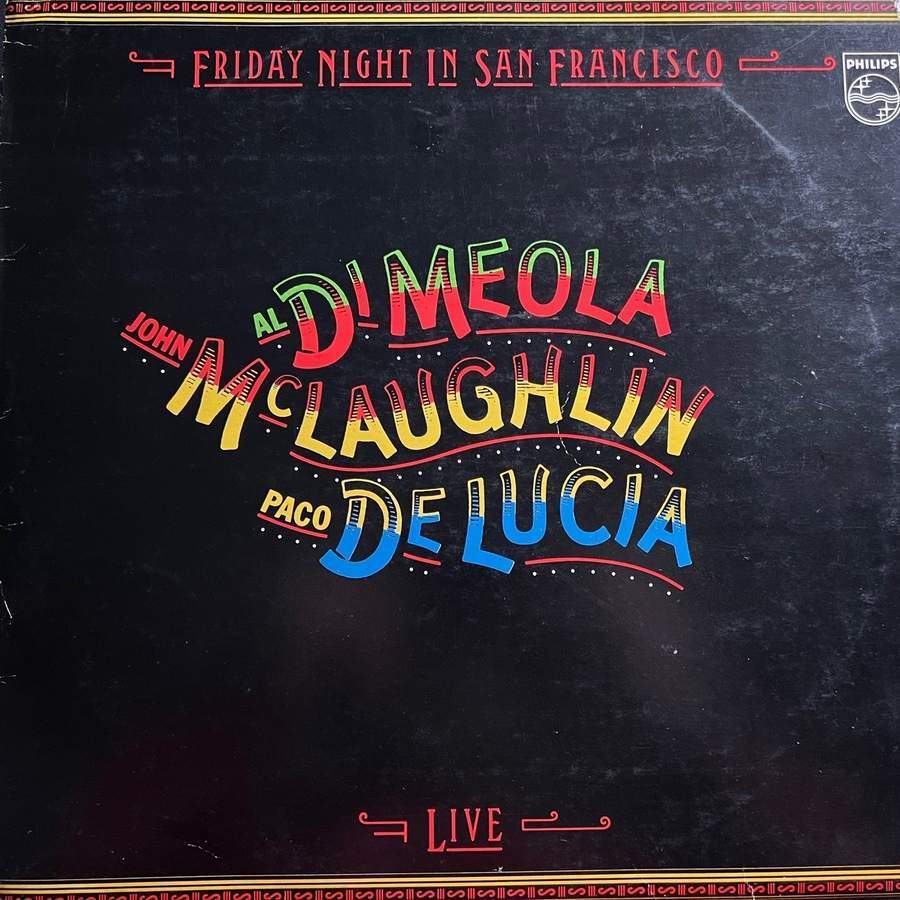 FRIDAY NIGHT IN SAN FRANCISCO
PHILIPS
AL DI MEOLA
JOHN MCLAUGHLIN
PACO DE LUCIA
LIVE